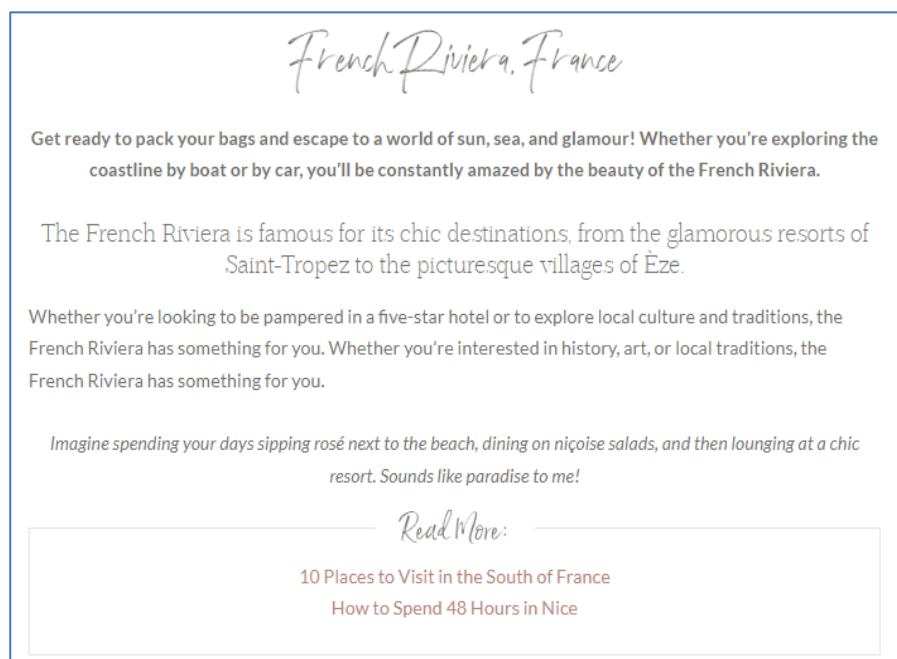 French Riviera, France
Get ready to pack your bags and escape to a world of sun, sea, and glamour! Whether you're exploring the
coastline by boat or by car, you'll be constantly amazed by the beauty of the French Riviera.
The French Riviera is famous for its chic destinations, from the glamorous resorts of
Saint-Tropez to the picturesque villages of Èze.
Whether you're looking to be pampered in a five-star hotel or to explore local culture and traditions, the
French Riviera has something for you. Whether you're interested in history, art, or local traditions, the
French Riviera has something for you.
Imagine spending your days sipping rosé next to the beach, dining on niçoise salads, and then lounging at a chic
resort. Sounds like paradise to me!
Read More:
10 Places to Visit in the South of France
How to Spend 48 Hours in Nice